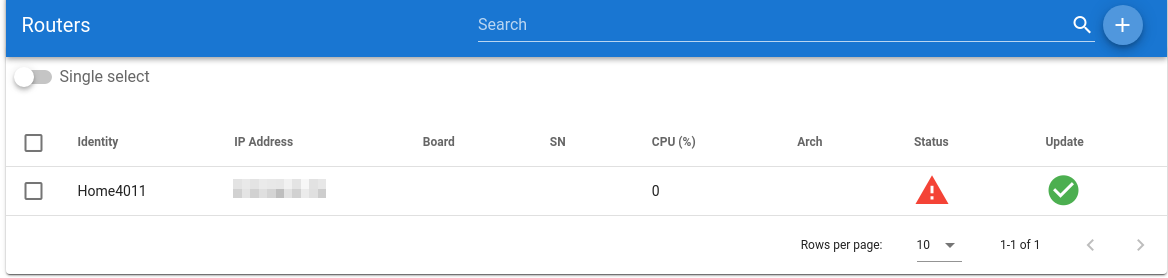 Routers Search
Single select
Identity IP Address Board SN CPU (%) Arch Status Update
Home4011 0
Rows per page: 10 1-1 of 1